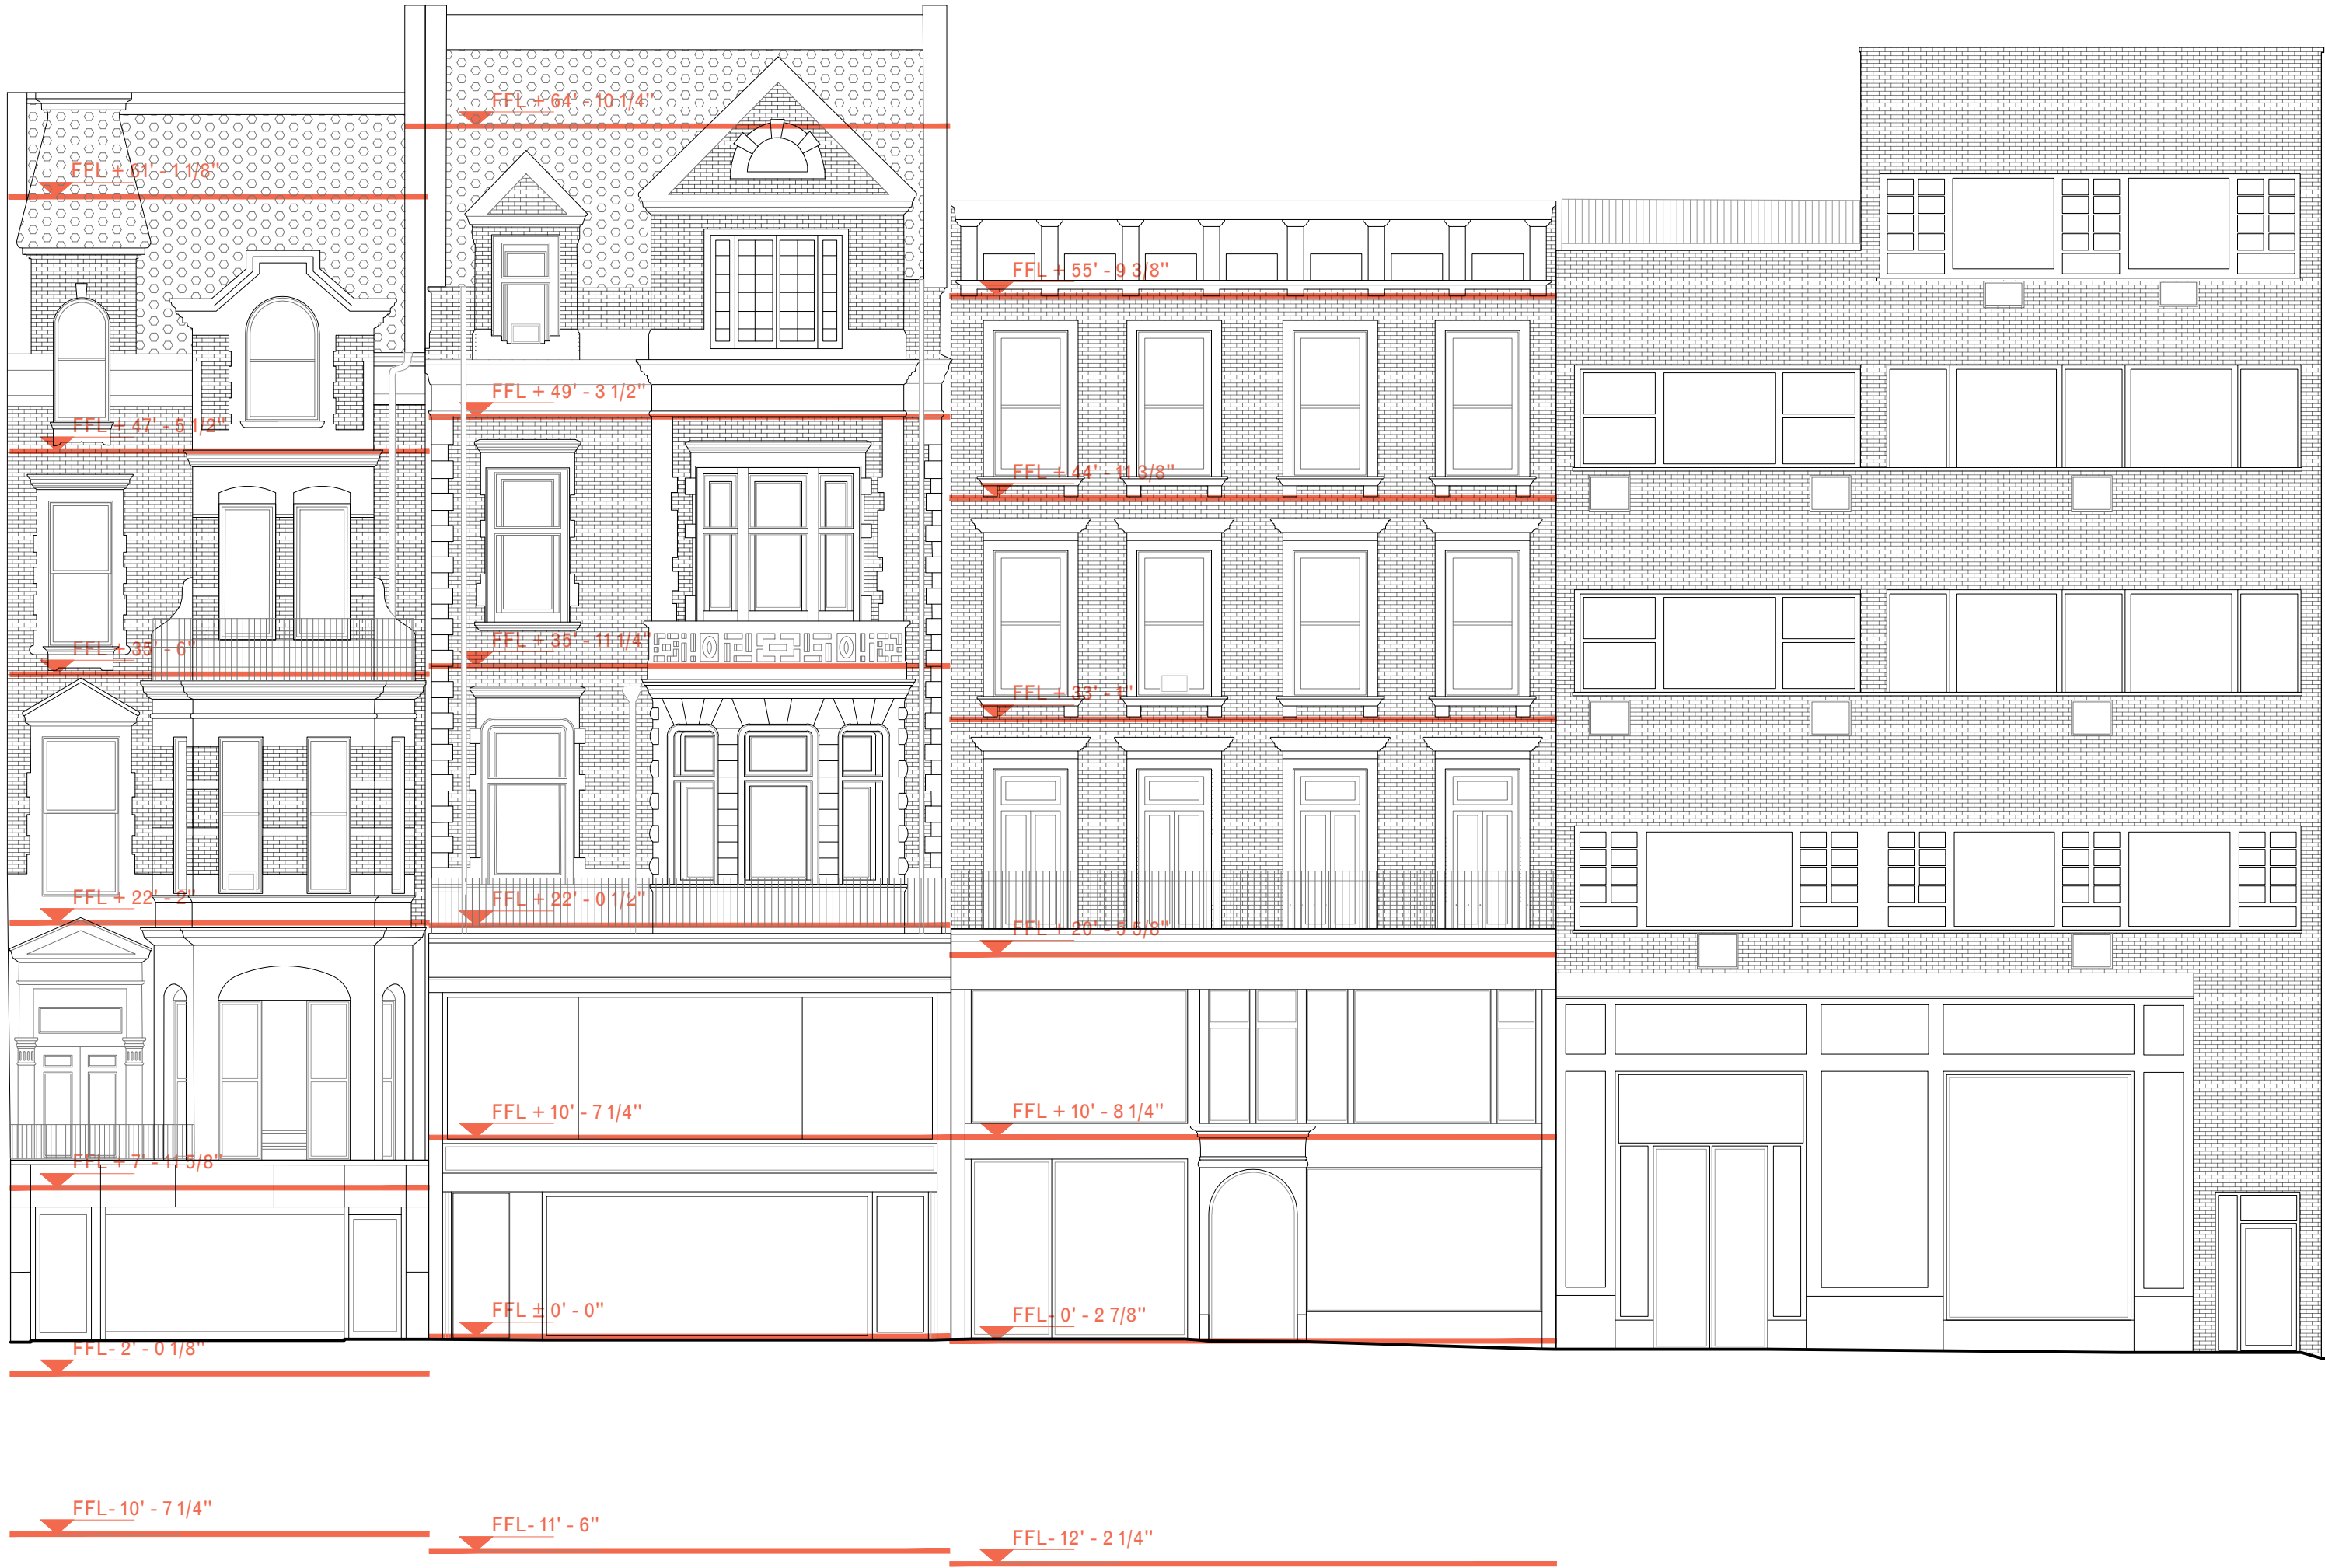 FFL + 64' - 10 1/4"
FFL + 61' - 1 1/8"
FFL + 55' - 9 3/8"
FFL + 49' - 3 1/2"
FFL + 47' - 5 1/2"
FFL + 44' - 11 3/8"
FFL + 35' - 11 1/4"
FFL + 35' - 6"
FFL + 33' - 1"
FFL + 22' - 2"
FFL + 22' - 0 1/2"
FFL + 20' - 5 5/8"
FFL + 10' - 7 1/4"
FFL + 10' - 8 1/4"
FFL + 7' - 11 5/8"
FFL ± 0' - 0"
FFL- 0' - 2 7/8"
FFL- 2' - 0 1/8"
FFL- 10' - 7 1/4"
FFL- 11' - 6"
FFL- 12' - 2 1/4"